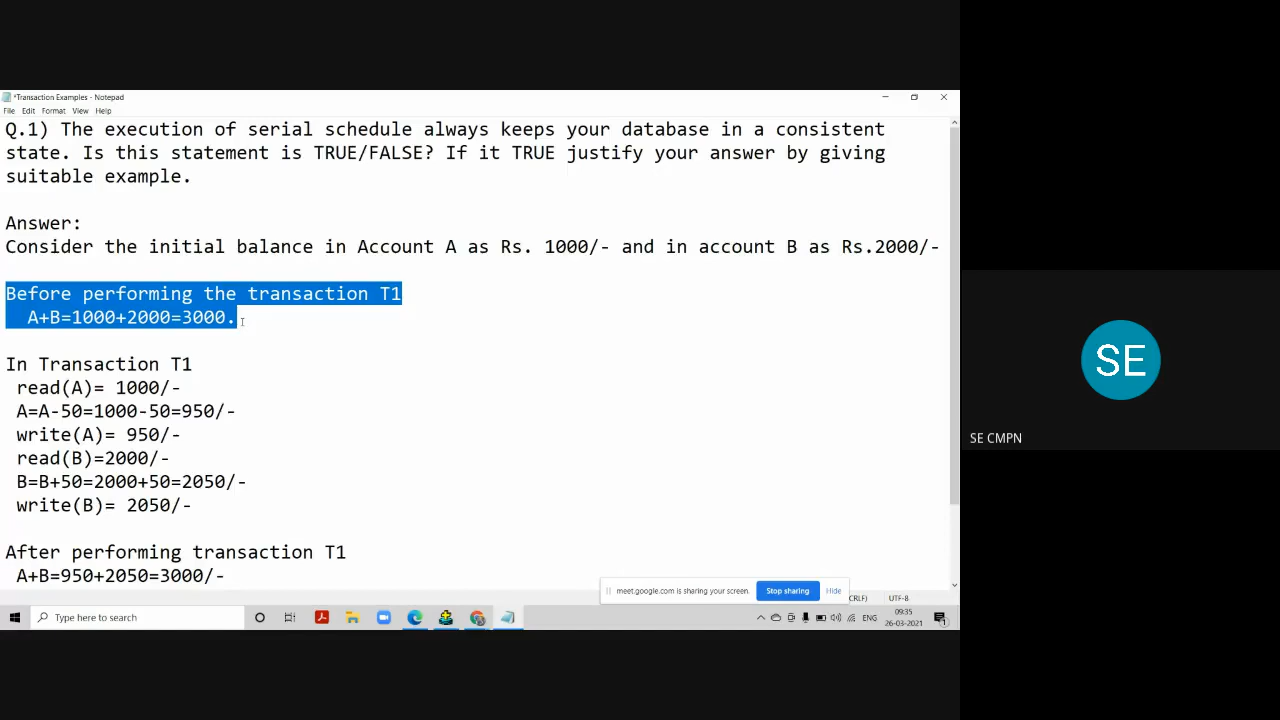 *Transaction Examples - Notepad
File Edit Format View Help
Q.1) The execution of serial schedule always keeps your database in a consistent
state. Is this statement is TRUE/FALSE? If it TRUE justify your answer by giving
suitable example.
Answer:
Consider the initial balance in Account A as Rs. 1000/- and in account B as Rs.2000/-
Before performing the transaction T1
A+B=1000+2000=3000.
In Transaction T1
read(A)= 1000/-
A=A-50=1000-50=950/-
write(A)= 950/-
read(B)=2000/-
B=B+50=2000+50=2050/-
write(B)= 2050/-
After performing transaction T1
A+B=950+2050=3000/-
meet.google.com is sharing your screen. Stop sharing Hide
(CRLF) UTF-8
Type here to search
ENG 09:35
26-03-2021
SE
SE CMPN